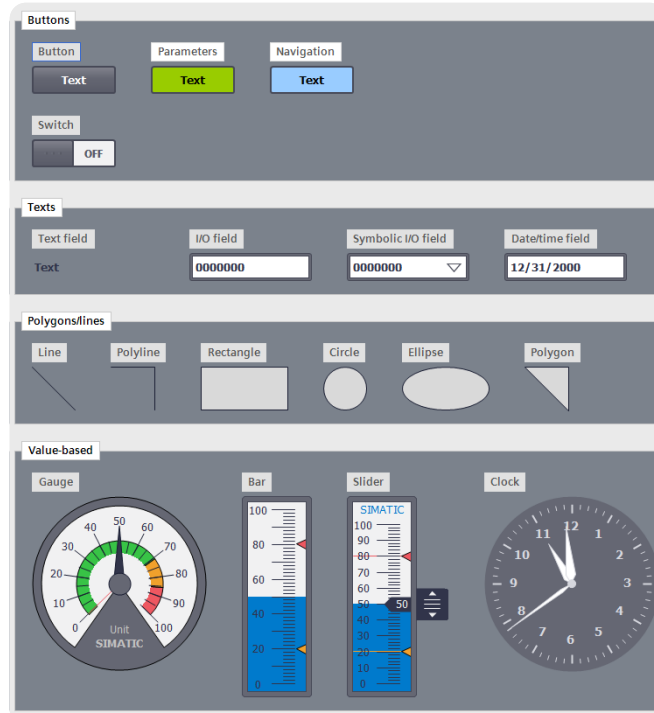 Buttons
Button Parameters Navigation
Text Text Text
Switch
OFF
Texts
Text field I/O field Symbolic I/O field Date/time field
Text 0000000 0000000 12/31/2000
Polygons/lines
Line Polyline Rectangle Circle Ellipse Polygon
Value-based
Gauge Bar Slider Clock
0 10 20 30 40 50 60 70 80 90 100
Unit
SIMATIC
100
80
60
40
20
0
SIMATIC
100
90
80
70
60
50 50
40
30
20
10
0
12 1 2 3 4 5 6 7 8 9 10 11